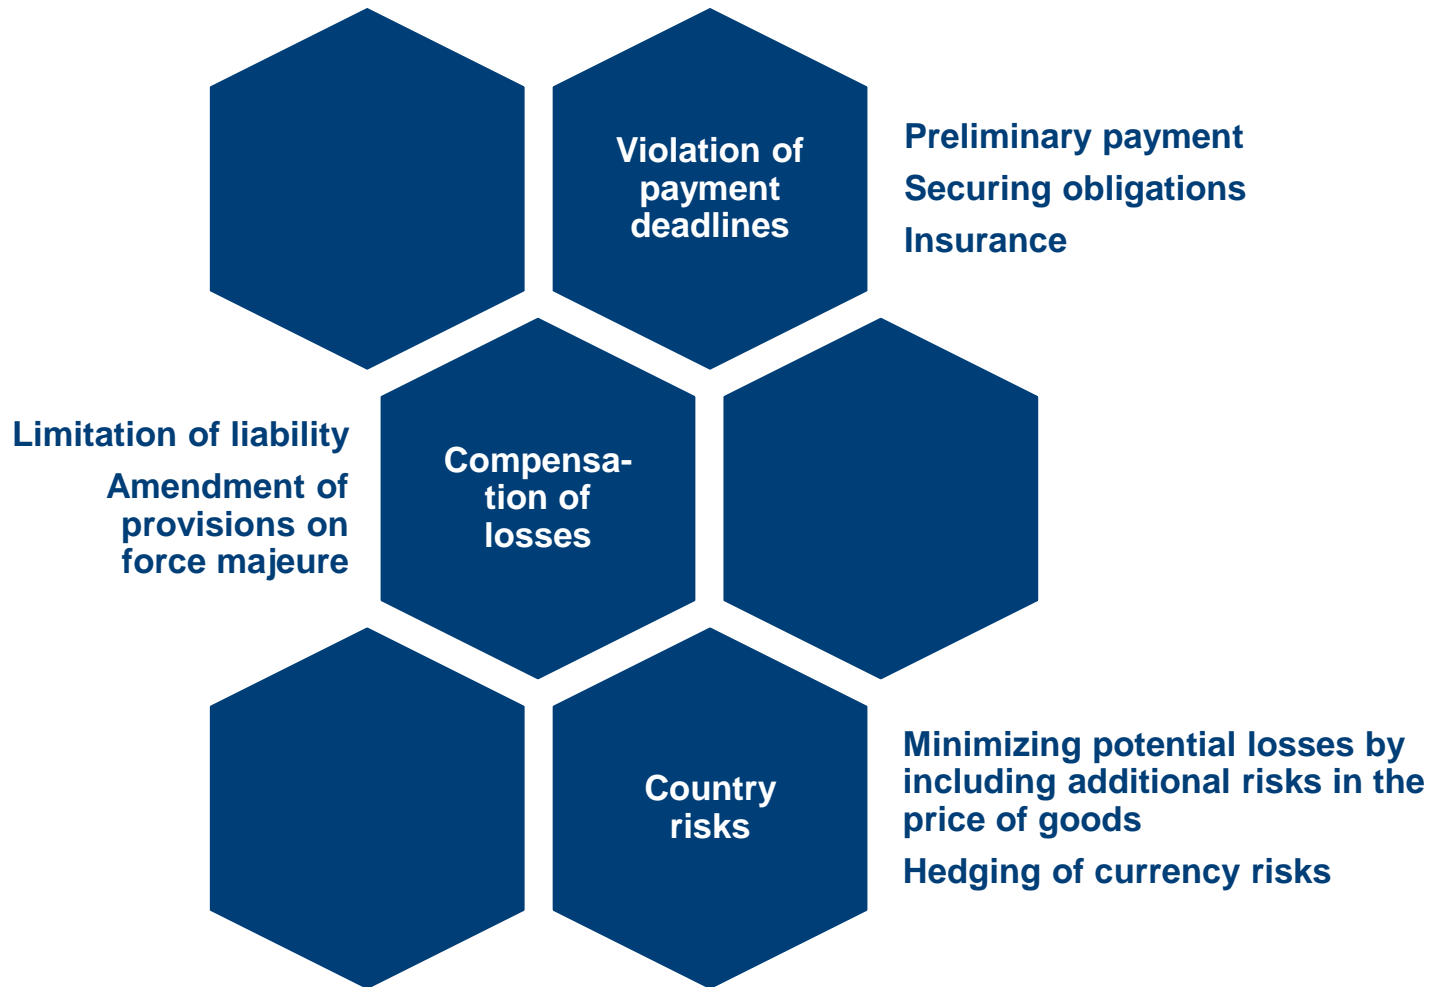 Violation of
payment
deadlines
Preliminary payment
Securing obligations
Insurance
Limitation of liability
Amendment of
provisions on
force majeure
Compensa-
tion of
losses
Country
risks
Minimizing potential losses by
including additional risks in the
price of goods
Hedging of currency risks